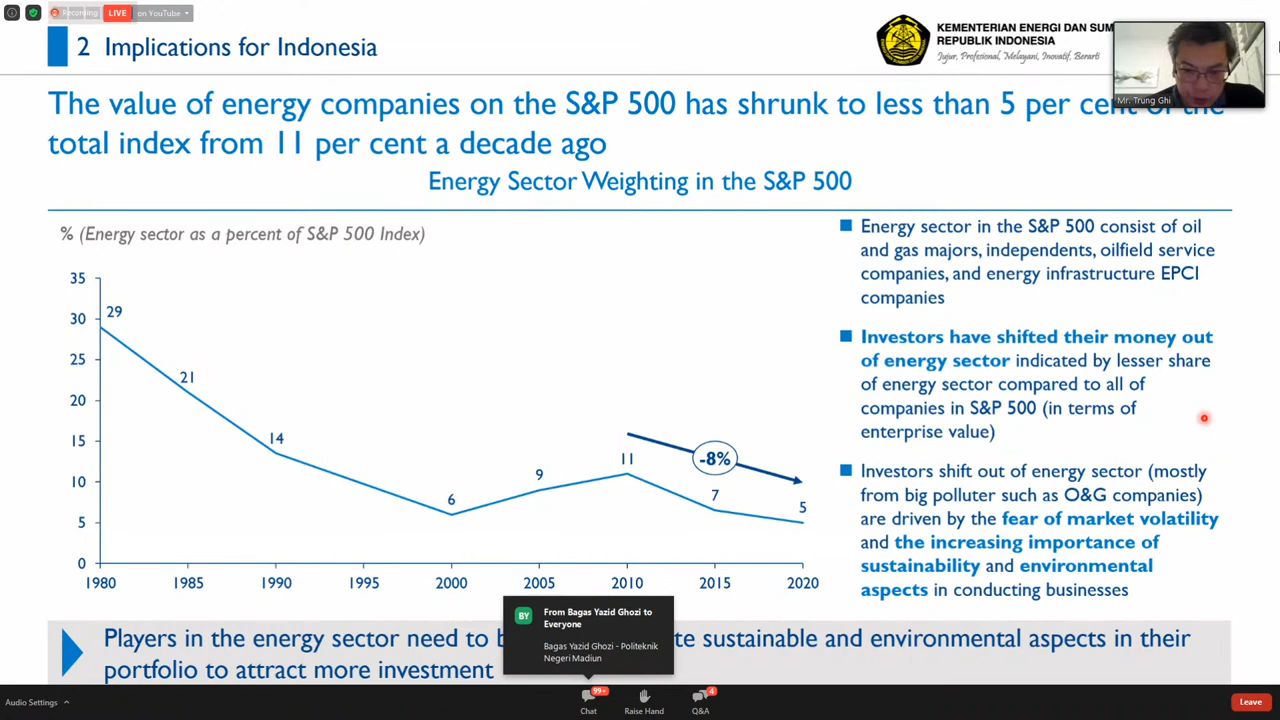 Recording
LIVE
on YouTube
2 Implications for Indonesia
KEMENTERIAN ENERGI DAN SUM
REPUBLIK INDONESIA
Jujur, Profesional, Melayani, Inovatif, Berarti
Mr. Trung Ghi
The value of energy companies on the S&P 500 has shrunk to less than 5 per cent of the
total index from 11 per cent a decade ago
Energy Sector Weighting in the S&P 500
% (Energy sector as a percent of S&P 500 Index)
35
30
25
20
15
10
5
0
29
21
14
6
9
11
7
5
-8%
1980 1985 1990 1995 2000 2005 2010 2015 2020
Energy sector in the S&P 500 consist of oil
and gas majors, independents, oilfield service
companies, and energy infrastructure EPCI
companies
Investors have shifted their money out
of energy sector indicated by lesser share
of energy sector compared to all of
companies in S&P 500 (in terms of
enterprise value)
Investors shift out of energy sector (mostly
from big polluter such as O&G companies)
are driven by the fear of market volatility
and the increasing importance of
sustainability and environmental
aspects in conducting businesses
Players in the energy sector need to b te sustainable and environmental aspects in their
portfolio to attract more investment
BY
From Bagas Yazid Ghozi to
Everyone
Bagas Yazid Ghozi - Politeknik
Negeri Madiun
Audio Settings
99+
Chat
Raise Hand
4
Q&A
Leave